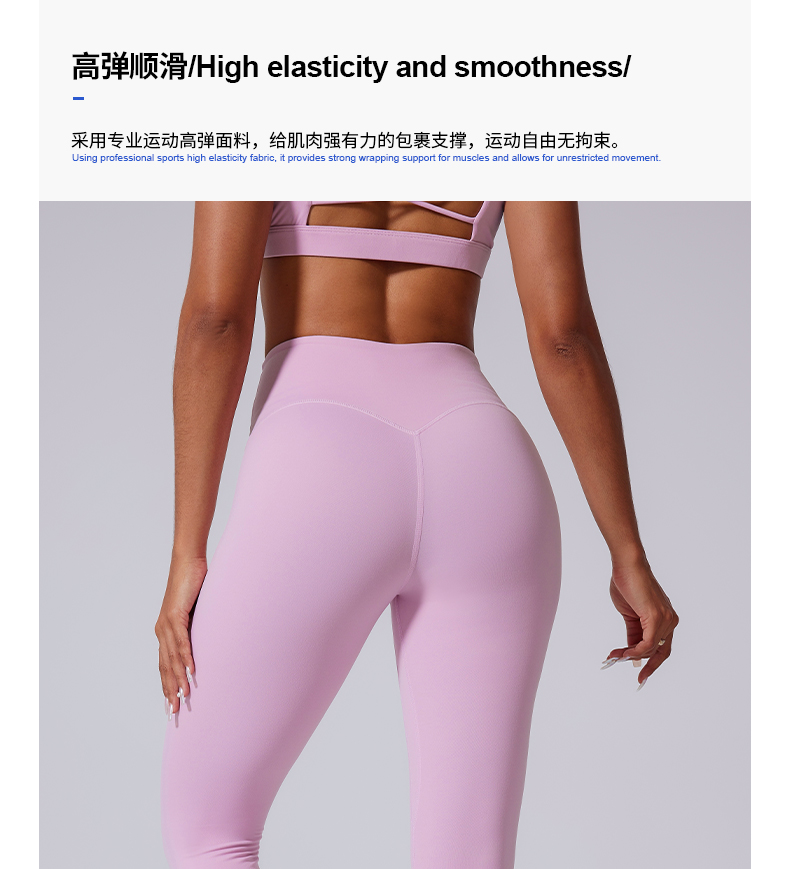 高弹顺滑/High elasticity and smoothness/
采用专业运动高弹面料，给肌肉强有力的包裹支撑，运动自由无拘束。
Using professional sports high elasticity fabric, it provides strong wrapping support for muscles and allows for unrestricted movement.